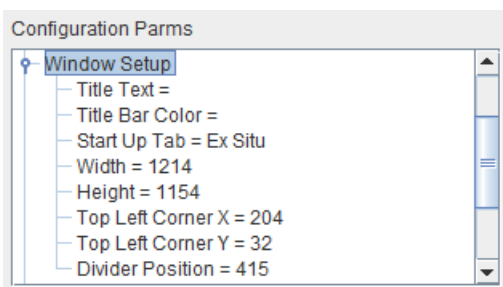 Configuration Parms
Window Setup
Title Text =
Title Bar Color =
Start Up Tab = Ex Situ
Width = 1214
Height = 1154
Top Left Corner X = 204
Top Left Corner Y = 32
Divider Position = 415